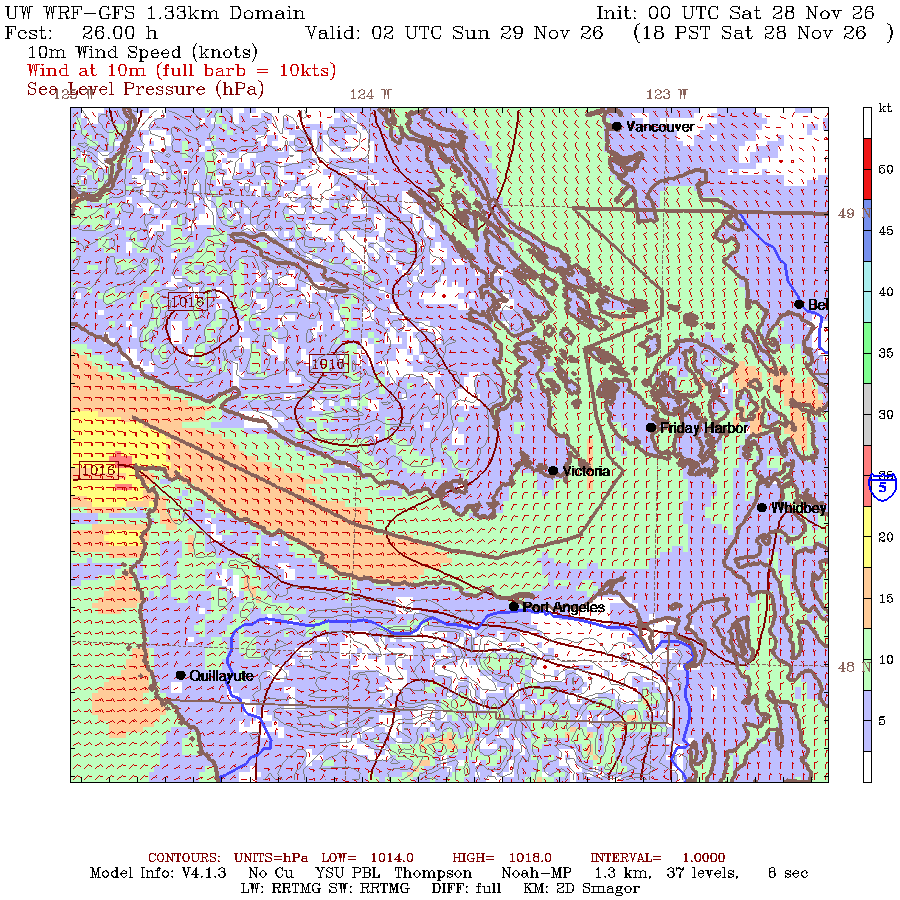 UW WRF-GFS 1.33km Domain Init: 00 UTC Sat 28 Nov 26
Fcst: 26.00 h Valid: 02 UTC Sun 29 Nov 26 (18 PST Sat 28 Nov 26 )
10m Wind Speed (knots)
Wind at 10m (full barb = 10kts)
Sea Level Pressure (hPa)
125 W 124 W 123 W
kt
Vancouver
60
49 N
45
1016
Bel
40
35
1016
30
Friday Harbor
1016
Victoria
5
Whidbey
20
15
Port Angeles
10
48 N
Quillayute
5
CONTOURS: UNITS=hPa LOW= 1014.0 HIGH= 1018.0 INTERVAL= 1.0000
Model Info: V4.1.3 No Cu YSU PBL Thompson Noah-MP 1.3 km, 37 levels, 8 sec
LW: RRTMG SW: RRTMG DIFF: full KM: 2D Smagor